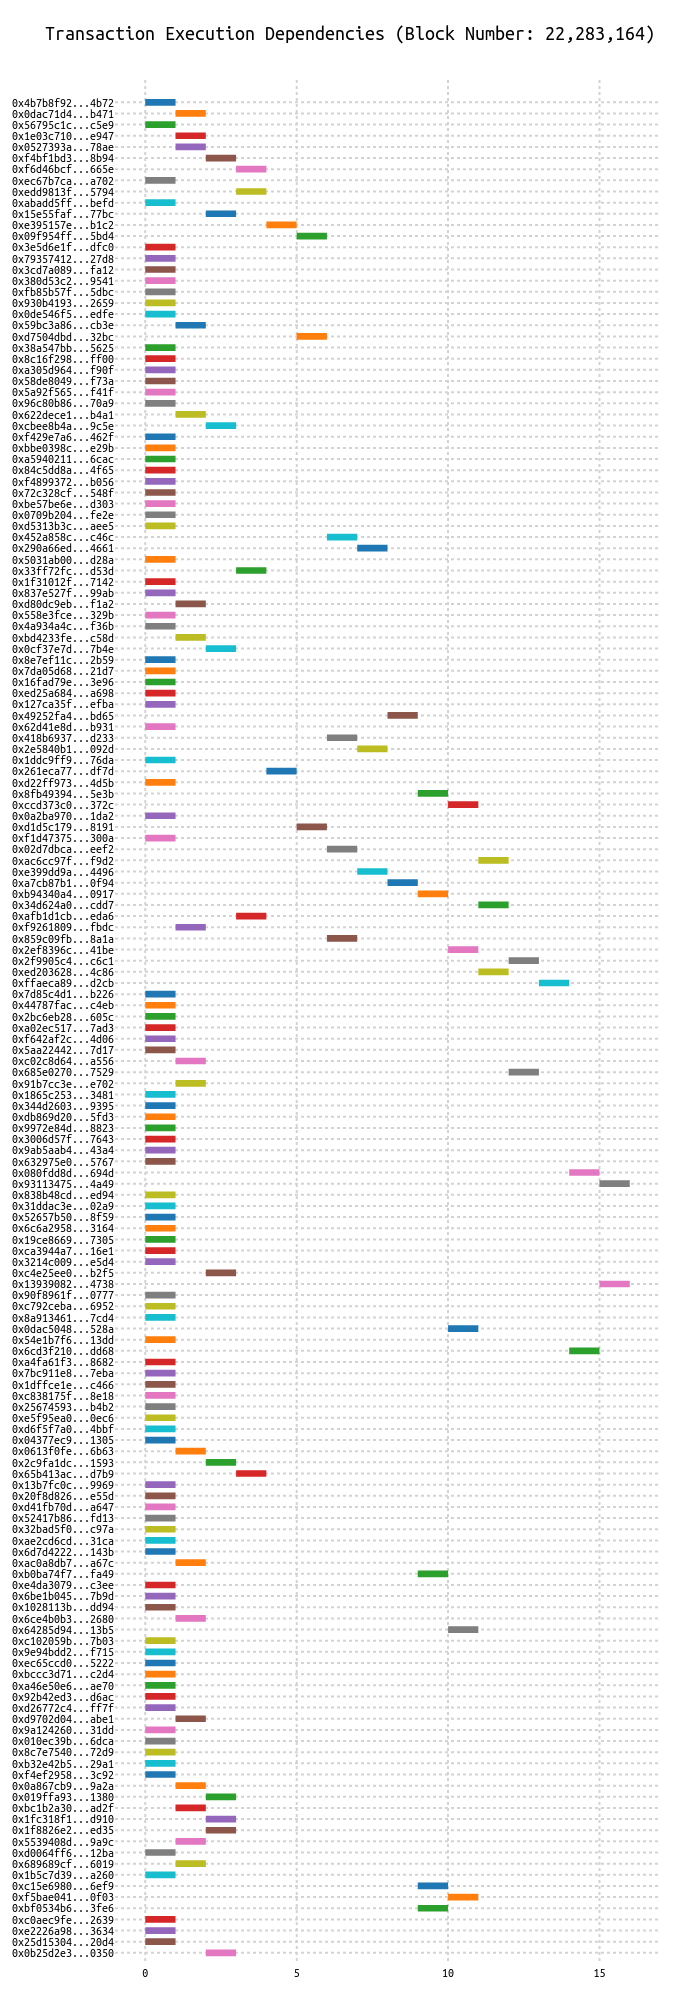 Transaction Execution Dependencies (Block Number: 22,283,164)
0x4b7b8f92...4b72
0x0dac71d4...b471
0x56795c1c...c5e9
0x1e03c710...e947
0x0527393a...78ae
0xf4bf1bd3...8b94
0xf6d46bcf...665e
0xec67b7ca...a702
0xedd9813f...5794
0xabadd5ff...befd
0x15e55faf...77bc
0xe395157e...b1c2
0x09f954ff...5bd4
0x3e5d6e1f...dfc0
0x79357412...27d8
0x3cd7a089...fa12
0x380d53c2...9541
0xfb85b57f...5dbc
0x930b4193...2659
0x0de546f5...edfe
0x59bc3a86...cb3e
0xd7504dbd...32bc
0x38a547bb...5625
0x8c16f298...ff00
0xa305d964...f90f
0x58de8049...f73a
0x5a92f565...f41f
0x96c80b86...70a9
0x622dece1...b4a1
0xcbee8b4a...9c5e
0xf429e7a6...462f
0xbbe0398c...e29b
0xa5940211...6cac
0x84c5dd8a...4f65
0xf4899372...b056
0x72c328cf...548f
0xbe57be6e...d303
0x0709b204...fe2e
0xd5313b3c...aee5
0x452a858c...c46c
0x290a66ed...4661
0x5031ab00...d28a
0x33ff72fc...d53d
0x1f31012f...7142
0x837e527f...99ab
0xd80dc9eb...f1a2
0x558e3fce...329b
0x4a934a4c...f36b
0xbd4233fe...c58d
0x0cf37e7d...7b4e
0x8e7ef11c...2b59
0x7da05d68...21d7
0x16fad79e...3e96
0xed25a684...a698
0x127ca35f...efba
0x49252fa4...bd65
0x62d41e8d...b931
0x418b6937...d233
0x2e5840b1...092d
0x1ddc9ff9...76da
0x261eca77...df7d
0xd22ff973...4d5b
0x8fb49394...5e3b
0xccd373c0...372c
0x0a2ba970...1da2
0xd1d5c179...8191
0xf1d47375...300a
0x02d7dbca...eef2
0xac6cc97f...f9d2
0xe399dd9a...4496
0xa7cb87b1...0f94
0xb94340a4...0917
0x34d624a0...cdd7
0xafb1d1cb...eda6
0xf9261809...fbdc
0x859c09fb...8a1a
0x2ef8396c...41be
0x2f9905c4...c6c1
0xed203628...4c86
0xffaeca89...d2cb
0x7d85c4d1...b226
0x44787fac...c4eb
0x2bc6eb28...605c
0xa02ec517...7ad3
0xf642af2c...4d06
0x5aa22442...7d17
0xc02c8d64...a556
0x685e0270...7529
0x91b7cc3e...e702
0x1865c253...3481
0x344d2603...9395
0xdb869d20...5fd3
0x9972e84d...8823
0x3006d57f...7643
0x9ab5aab4...43a4
0x632975e0...5767
0x080fdd8d...694d
0x93113475...4a49
0x838b48cd...ed94
0x31ddac3e...02a9
0x52657b50...8f59
0x6c6a2958...3164
0x19ce8669...7305
0xca3944a7...16e1
0x3214c009...e5d4
0xc4e25ee0...b2f5
0x13939082...4738
0x90f8961f...0777
0xc792ceba...6952
0x8a913461...7cd4
0x0dac5048...528a
0x54e1b7f6...13dd
0x6cd3f210...dd68
0xa4fa61f3...8682
0x7bc911e8...7eba
0x1dffce1e...c466
0xc838175f...8e18
0x25674593...b4b2
0xe5f95ea0...0ec6
0xd6f5f7a0...4bbf
0x04377ec9...1305
0x0613f0fe...6b63
0x2c9fa1dc...1593
0x65b413ac...d7b9
0x13b7fc0c...9969
0x20f8d826...e55d
0xd41fb70d...a647
0x52417b86...fd13
0x32bad5f0...c97a
0xae2cd6cd...31ca
0x6d7d4222...143b
0xac0a8db7...a67c
0xb0ba74f7...fa49
0xe4da3079...c3ee
0x6be1b045...7b9d
0x1028113b...dd94
0x6ce4b0b3...2680
0x64285d94...13b5
0xc102059b...7b03
0x9e94bdd2...f715
0xec65ccd0...5222
0xbccc3d71...c2d4
0xa46e50e6...ae70
0x92b42ed3...d6ac
0xd26772c4...ff7f
0xd9702d04...abe1
0x9a124260...31dd
0x010ec39b...6dca
0x8c7e7540...72d9
0xb32e42b5...29a1
0xf4ef2958...3c92
0x0a867cb9...9a2a
0x019ffa93...1380
0xbc1b2a30...ad2f
0x1fc318f1...d910
0x1f8826e2...ed35
0x5539408d...9a9c
0xd0064ff6...12ba
0x689689cf...6019
0x1b5c7d39...a260
0xc15e6980...6ef9
0xf5bae041...0f03
0xbf0534b6...3fe6
0xc0aec9fe...2639
0xe2226a98...3634
0x25d15304...20d4
0x0b25d2e3...0350
0 5 10 15